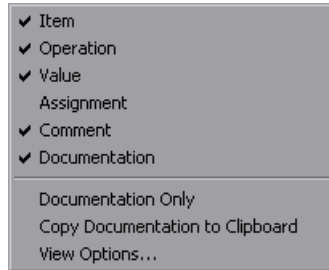 Item
Operation
Value
Assignment
Comment
Documentation
Documentation Only
Copy Documentation to Clipboard
View Options...